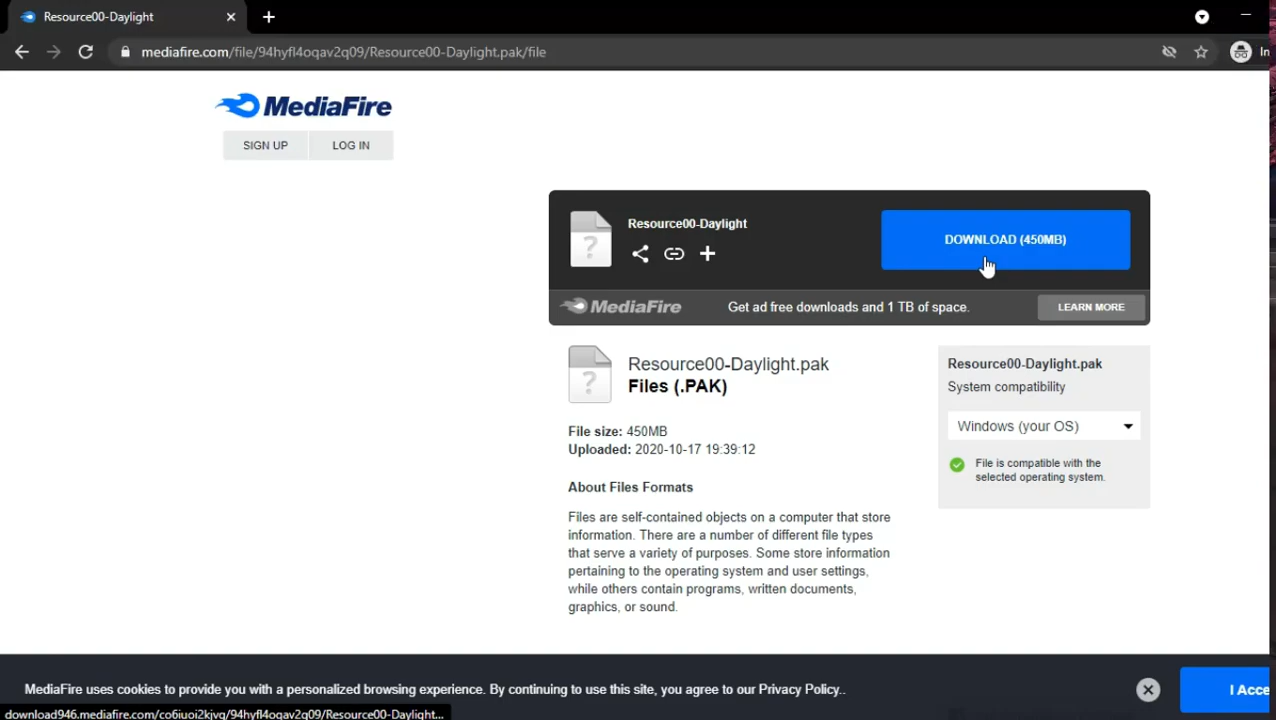 Resource00-Daylight
mediafire.com/file/94hyfl4oqav2q09/Resource00-Daylight.pak/file
In
MediaFire
SIGN UP
LOG IN
Resource00-Daylight
DOWNLOAD (450MB)
MediaFire
Get ad free downloads and 1 TB of space.
LEARN MORE
Resource00-Daylight.pak
Files (.PAK)
File size: 450MB
Uploaded: 2020-10-17 19:39:12
About Files Formats
Files are self-contained objects on a computer that store
information. There are a number of different file types
that serve a variety of purposes. Some store information
pertaining to the operating system and user settings,
while others contain programs, written documents,
graphics, or sound.
Resource00-Daylight.pak
System compatibility
Windows (your OS)
File is compatible with the
selected operating system.
MediaFire uses cookies to provide you with a personalized browsing experience. By continuing to use this site, you agree to our Privacy Policy..
I Acce
download946.mediafire.com/co6iuoi2kjvg/94hyfl4oqav2q09/Resource00-Daylight...